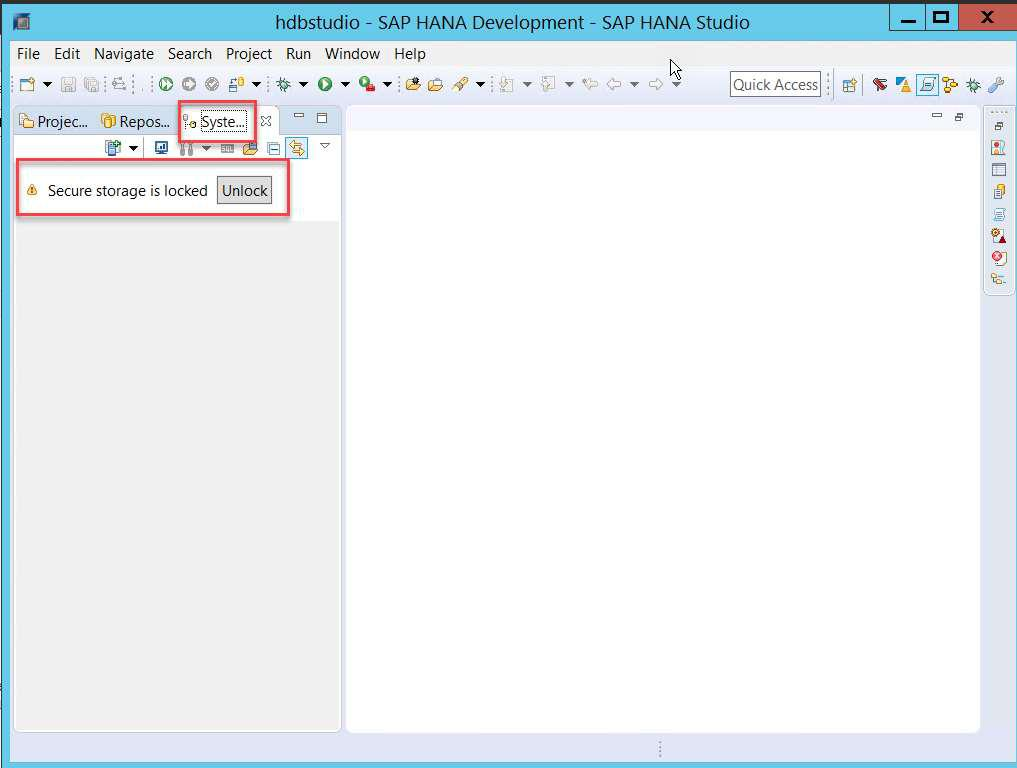 hdbstudio - SAP HANA Development - SAP HANA Studio
File Edit Navigate Search Project Run Window Help
Quick Access
Projec... Repos... Syste...
Secure storage is locked Unlock